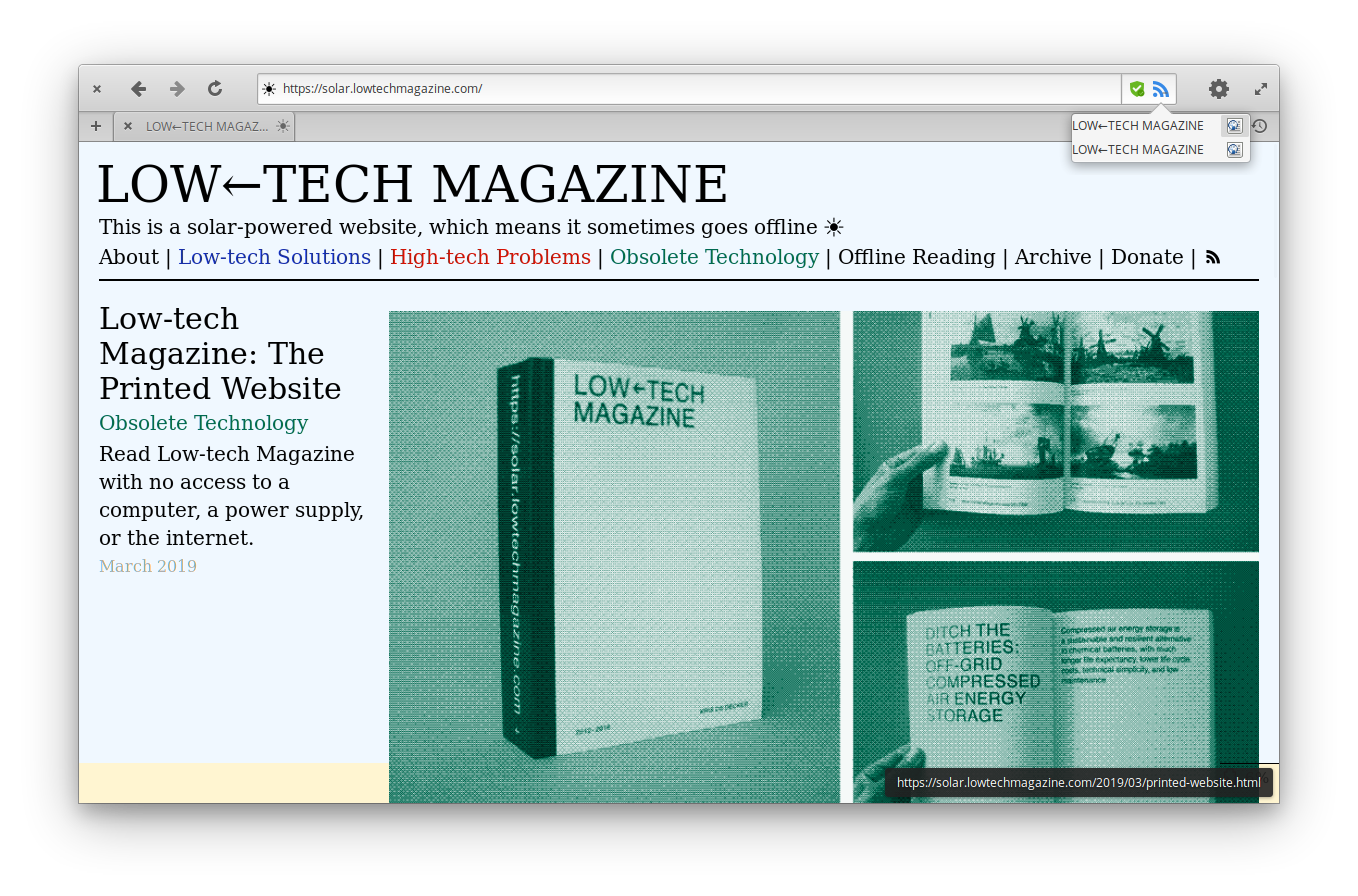 https://solar.lowtechmagazine.com/
LOW←TECH MAGAZ...
LOW←TECH MAGAZINE
LOW←TECH MAGAZINE
LOW←TECH MAGAZINE
This is a solar-powered website, which means it sometimes goes offline ☀
About | Low-tech Solutions | High-tech Problems | Obsolete Technology | Offline Reading | Archive | Donate |
Low-tech
Magazine: The
Printed Website
Obsolete Technology
Read Low-tech Magazine
with no access to a
computer, a power supply,
or the internet.
March 2019
https://solar.lowtechmagazine.com
LOW←TECH
MAGAZINE
2012–2018
KRIS DE DECKER
DITCH THE
BATTERIES:
OFF-GRID
COMPRESSED
AIR ENERGY
STORAGE
Compressed air energy storage is
a sustainable and resilient alternative
to chemical batteries, with much
longer life expectancy, lower life cycle
costs, technical simplicity, and low
maintenance
https://solar.lowtechmagazine.com/2019/03/printed-website.html